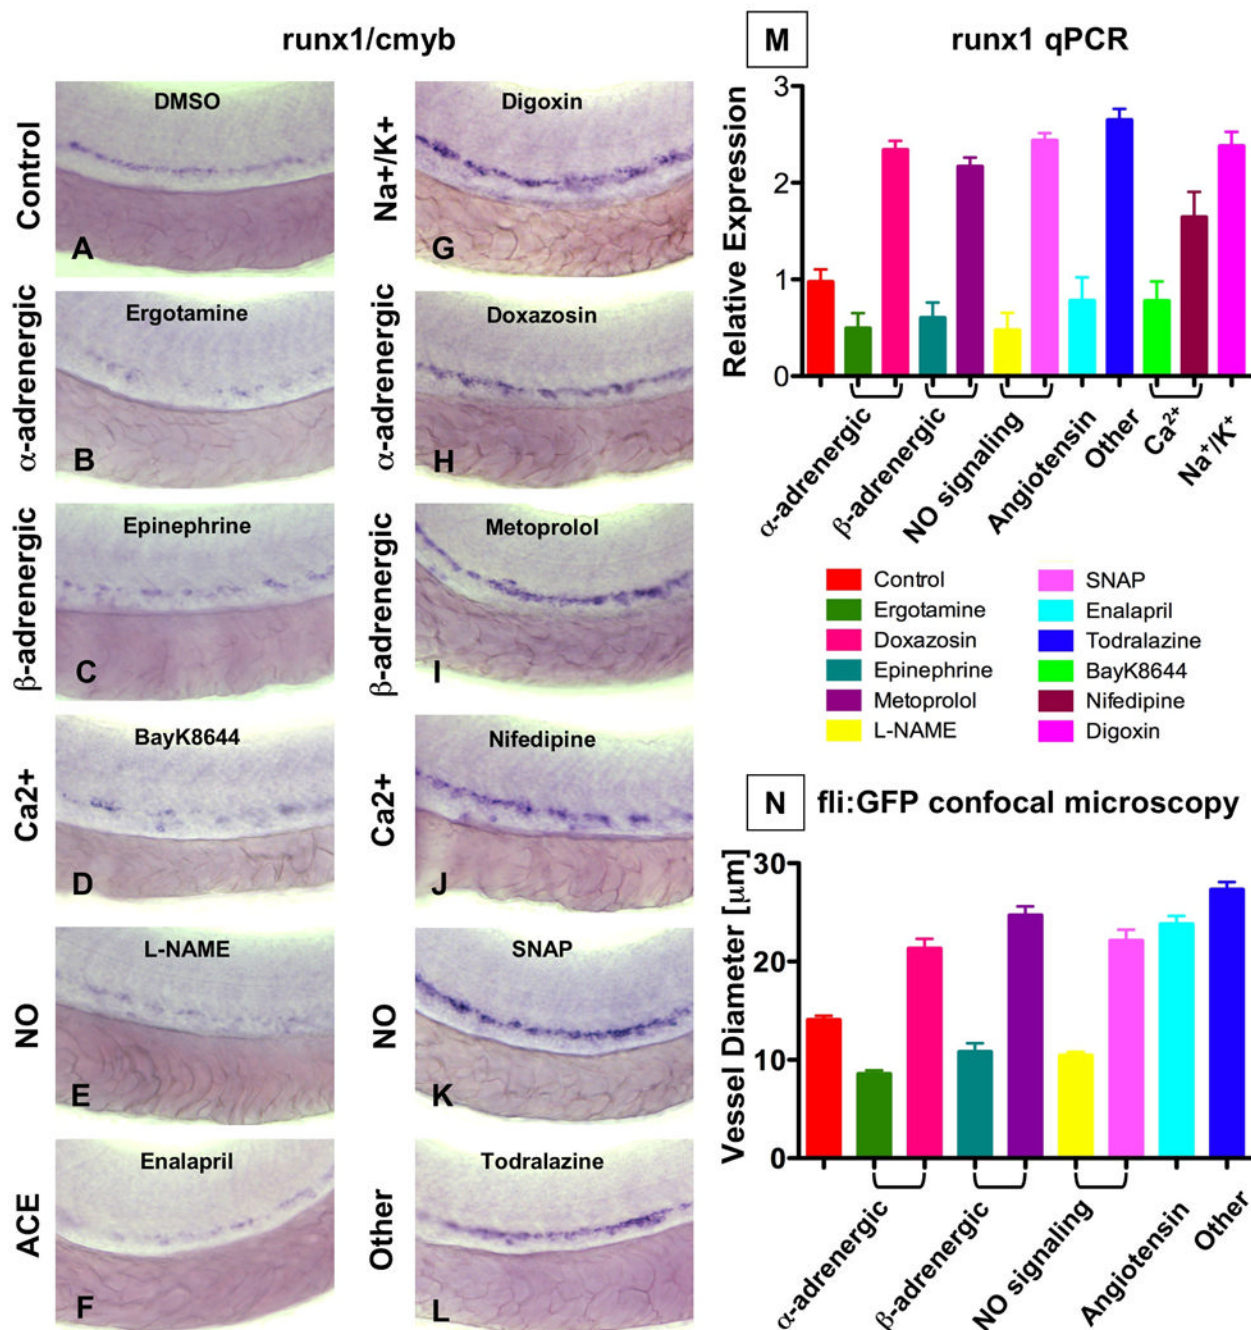 runx1/cmyb
Control
DMSO
A
α-adrenergic
Ergotamine
B
β-adrenergic
Epinephrine
C
Ca2+
BayK8644
D
NO
L-NAME
E
ACE
Enalapril
F
Na+/K+
Digoxin
G
α-adrenergic
Doxazosin
H
β-adrenergic
Metoprolol
I
Ca2+
Nifedipine
J
NO
SNAP
K
Other
Todralazine
L
M
runx1 qPCR
Relative Expression
3
2
1
0
α-adrenergic
β-adrenergic
NO signaling
Angiotensin
Other
Ca²⁺
Na⁺/K⁺
Control
Ergotamine
Doxazosin
Epinephrine
Metoprolol
L-NAME
SNAP
Enalapril
Todralazine
BayK8644
Nifedipine
Digoxin
N
fli:GFP confocal microscopy
Vessel Diameter [μm]
30
20
10
0
α-adrenergic
β-adrenergic
NO signaling
Angiotensin
Other